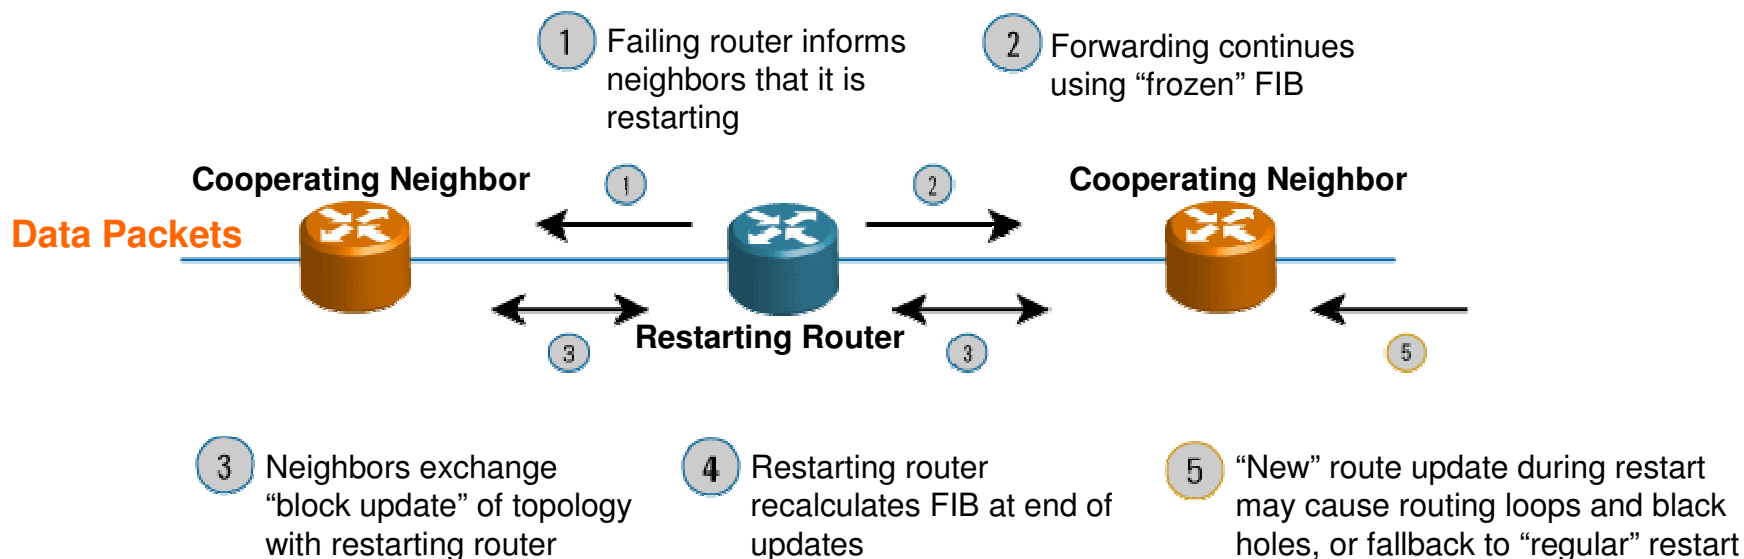 1 Failing router informs
neighbors that it is
restarting
2 Forwarding continues
using “frozen” FIB
Cooperating Neighbor
1
2
Cooperating Neighbor
Data Packets
3
Restarting Router
3
5
3 Neighbors exchange
“block update” of topology
with restarting router
4 Restarting router
recalculates FIB at end of
updates
5 “New” route update during restart
may cause routing loops and black
holes, or fallback to “regular” restart